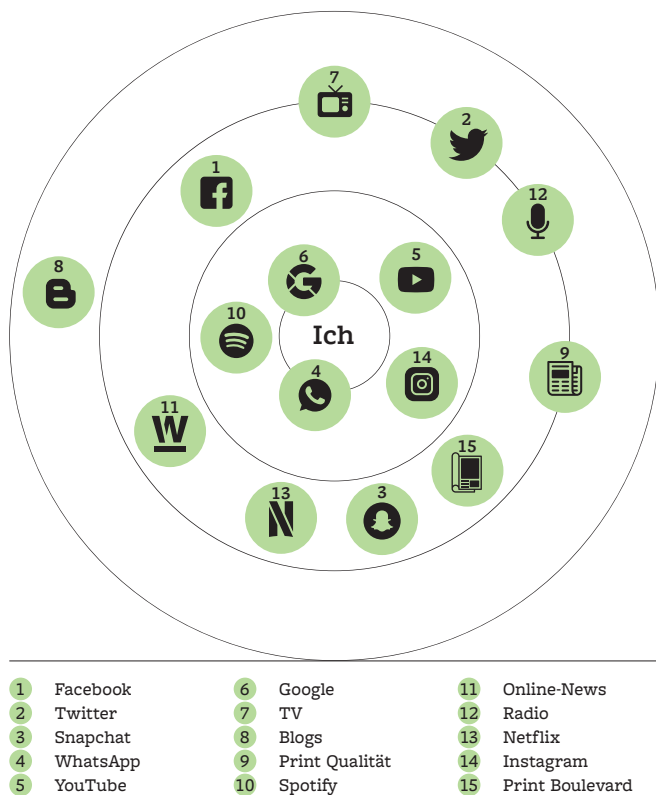 7
2
1
12
6
5
8
10
Ich
14
4
9
11
W
15
13
3
1 Facebook
2 Twitter
3 Snapchat
4 WhatsApp
5 YouTube
6 Google
7 TV
8 Blogs
9 Print Qualität
10 Spotify
11 Online-News
12 Radio
13 Netflix
14 Instagram
15 Print Boulevard